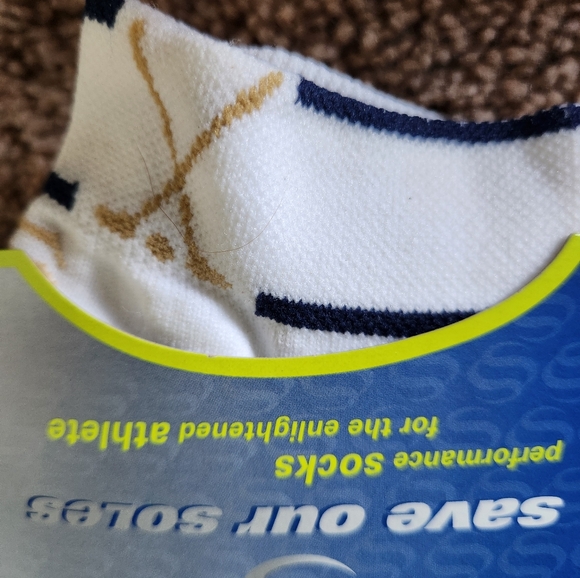 save our soles
performance socks
for the enlightened athlete